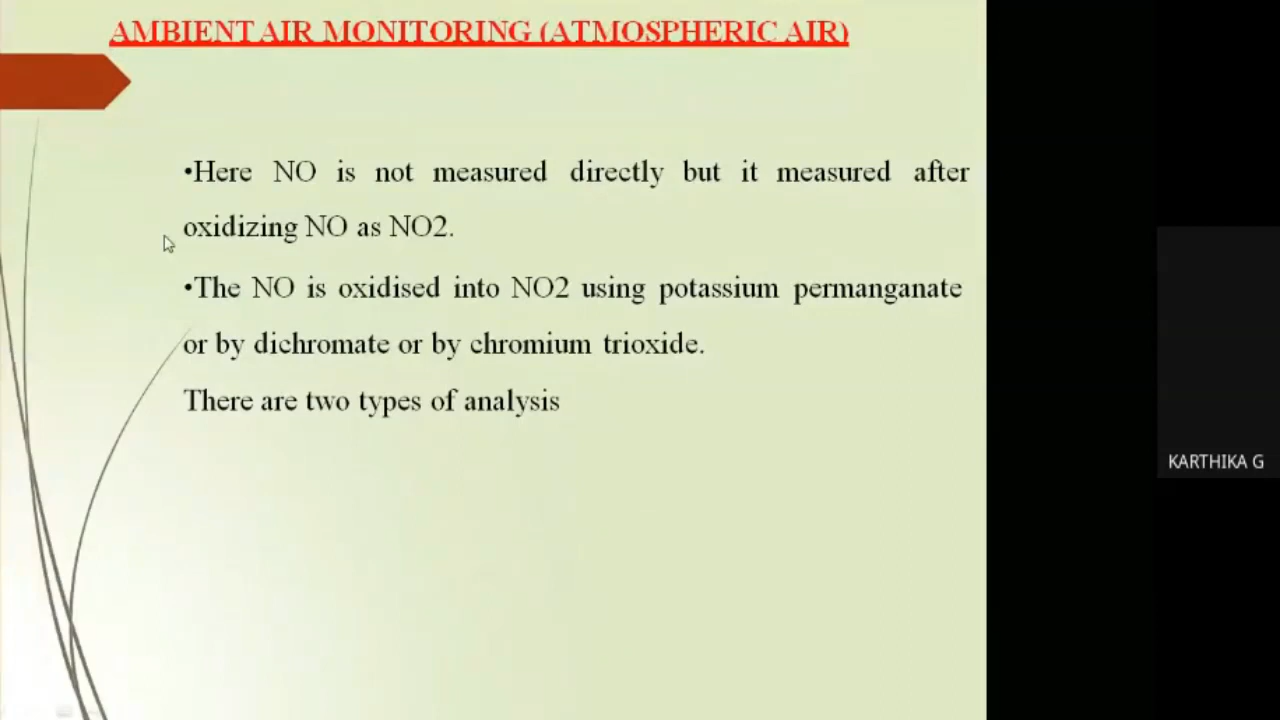 AMBIENT AIR MONITORING (ATMOSPHERIC AIR)
•Here NO is not measured directly but it measured after
oxidizing NO as NO2.
•The NO is oxidised into NO2 using potassium permanganate
or by dichromate or by chromium trioxide.
There are two types of analysis
KARTHIKA G